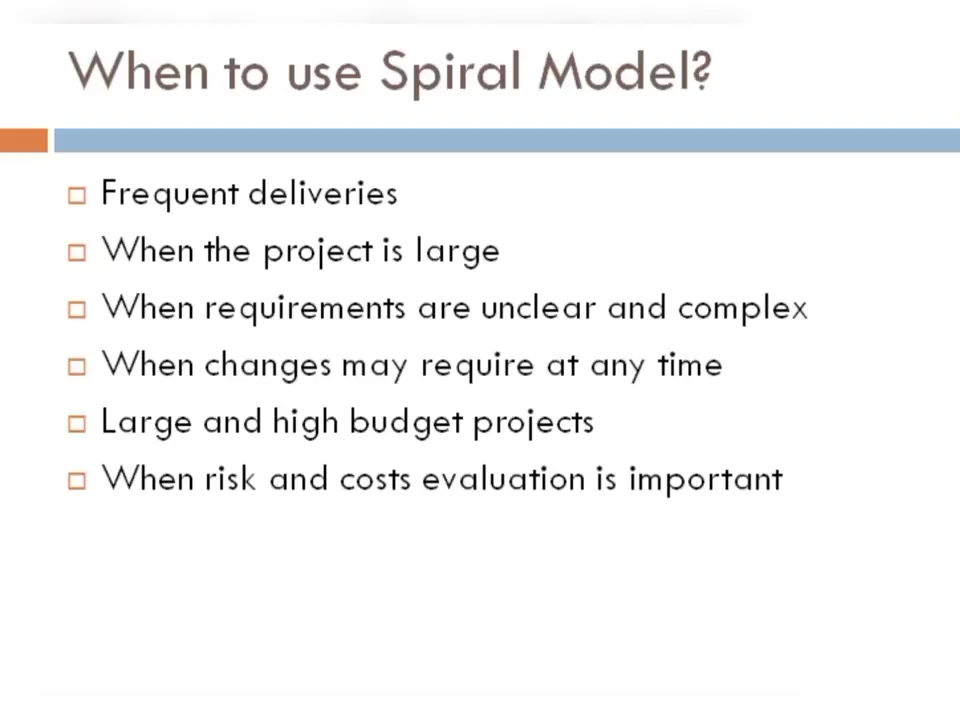 When to use Spiral Model?
Frequent deliveries
When the project is large
When requirements are unclear and complex
When changes may require at any time
Large and high budget projects
When risk and costs evaluation is important